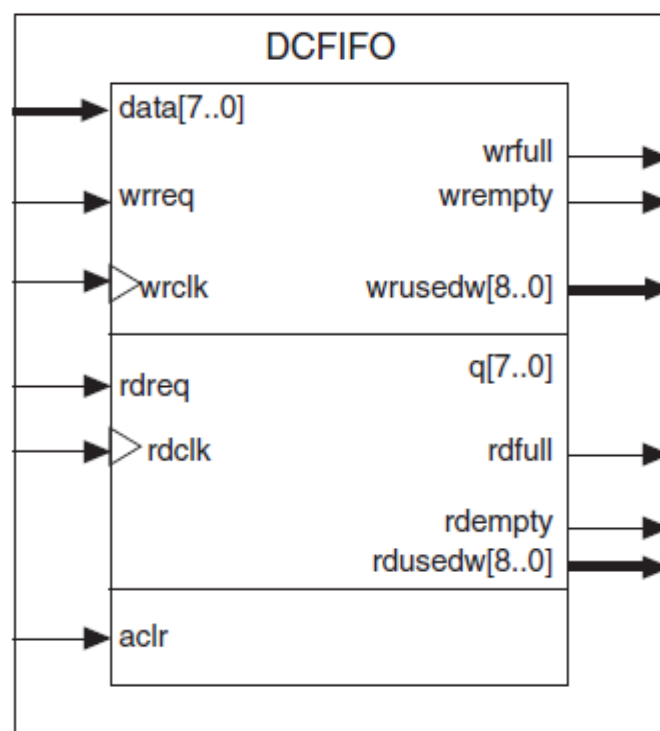 DCFIFO
data[7..0]
wrfull
wrreq
wrempty
wrclk
wrusedw[8..0]
q[7..0]
rdreq
rdclk
rdfull
rdempty
rdusedw[8..0]
aclr